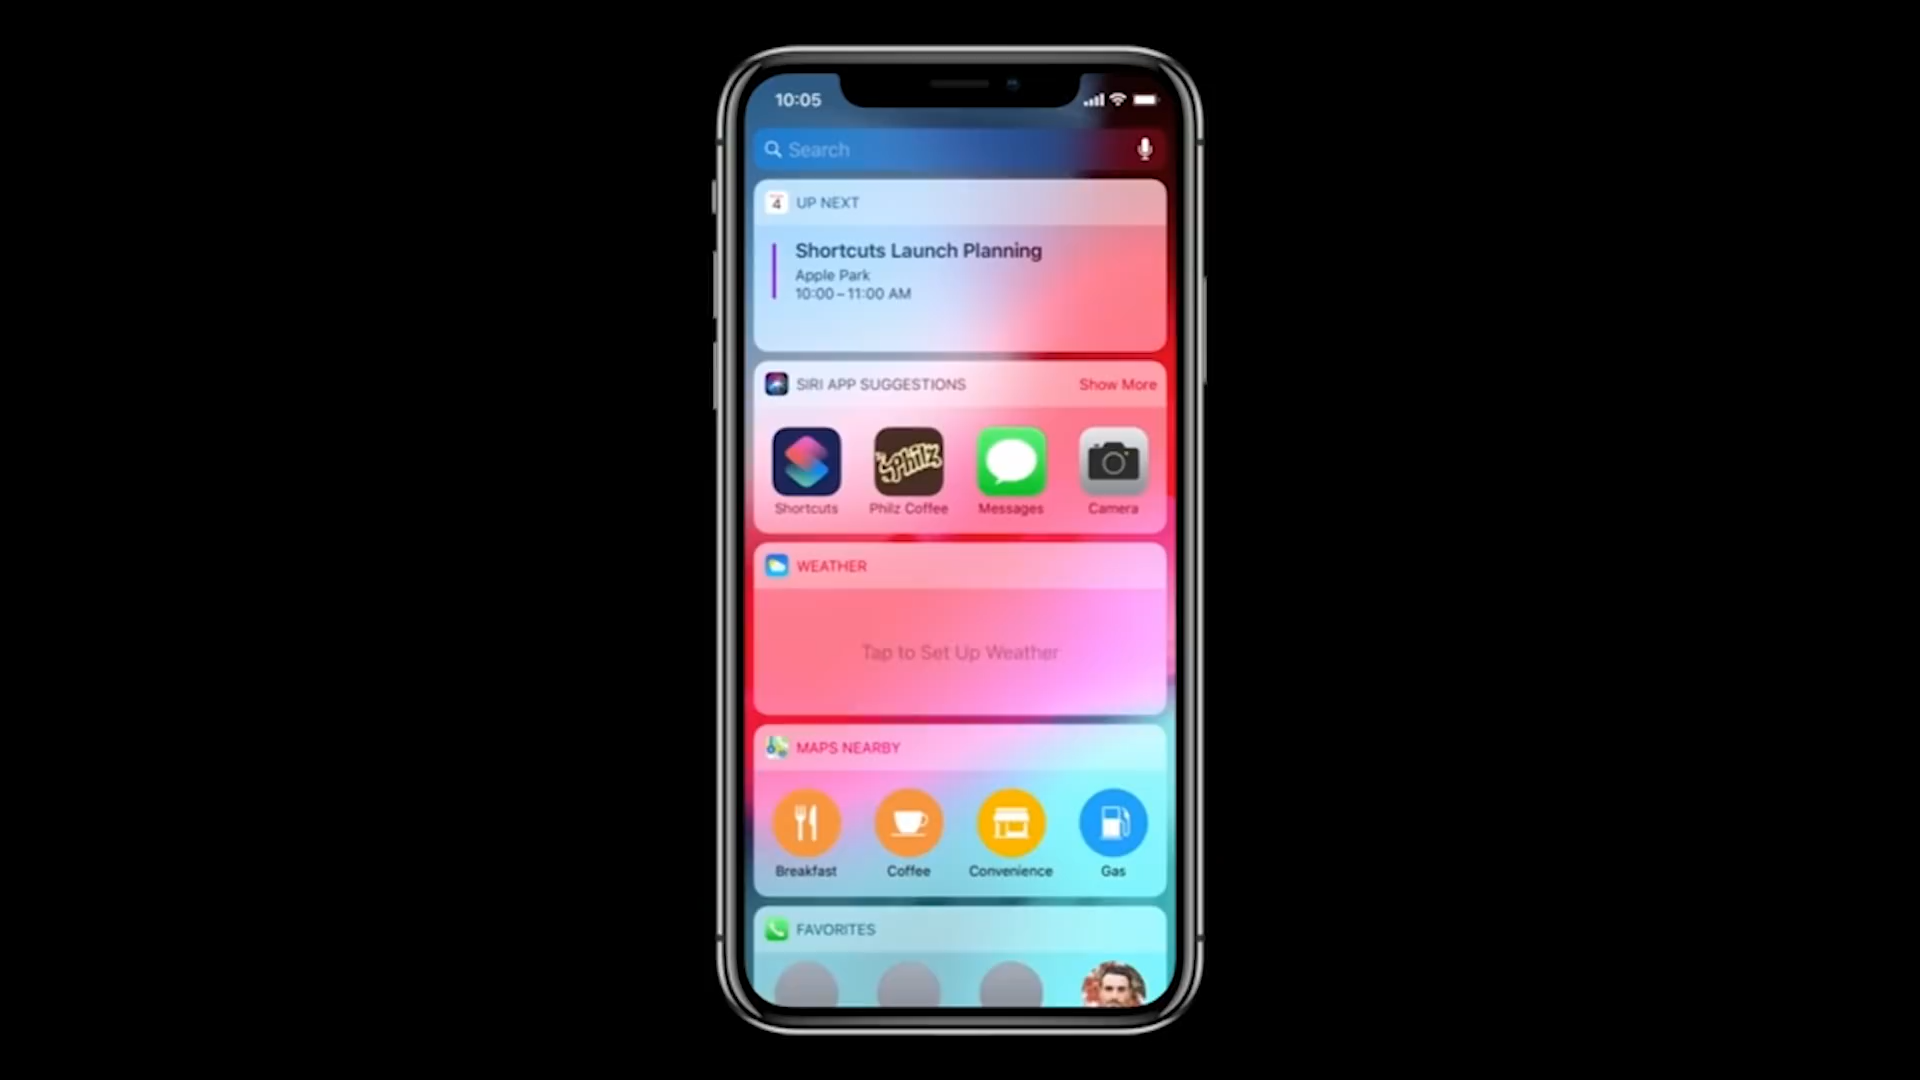 10:05
Search
4 UP NEXT
Shortcuts Launch Planning
Apple Park
10:00 – 11:00 AM
SIRI APP SUGGESTIONS Show More
Philz
Shortcuts Philz Coffee Messages Camera
WEATHER
Tap to Set Up Weather
MAPS NEARBY
Breakfast Coffee Convenience Gas
FAVORITES